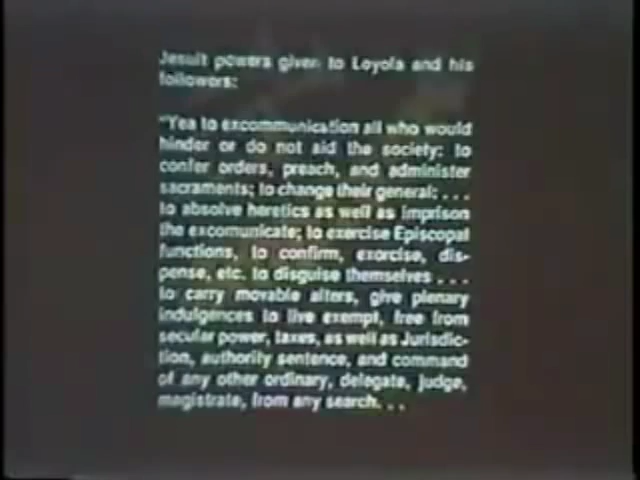 Jesuit powers given to Loyola and his
followers:
"Yea to excommunication all who would
hinder or do not aid the society: to
confer orders, preach, and administer
sacraments; to change their general: . . .
to absolve heretics as well as imprison
the excomunicate; to exercise Episcopal
functions, to confirm, exorcise, dis-
pense, etc. to disguise themselves . . .
to carry movable alters, give plenary
indulgences to live exempt, free from
secular power, taxes, as well as Jurisdic-
tion, authority sentence, and command
of any other ordinary, delegate, judge,
magistrate, from any search. . .